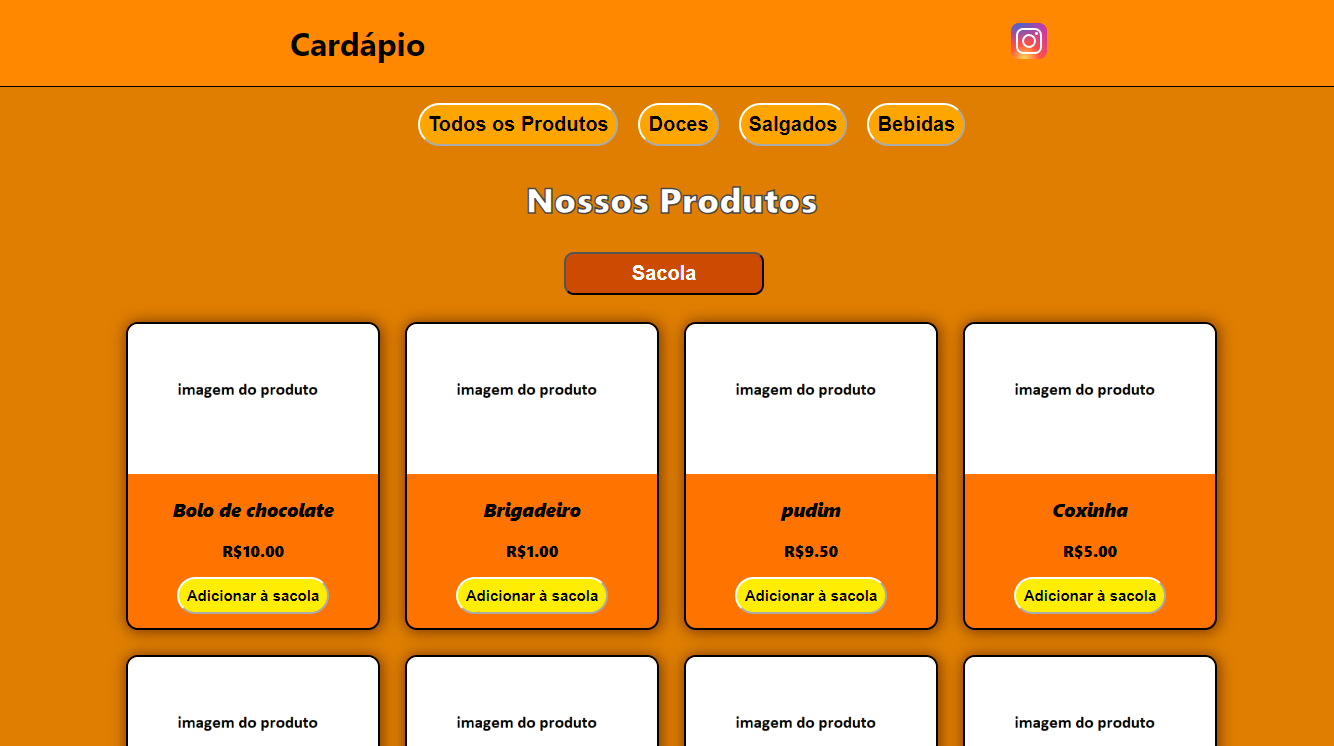 Cardápio
Todos os Produtos Doces Salgados Bebidas
Nossos Produtos
Sacola
imagem do produto imagem do produto imagem do produto imagem do produto
Bolo de chocolate Brigadeiro pudim Coxinha
R$10.00 R$1.00 R$9.50 R$5.00
Adicionar à sacola Adicionar à sacola Adicionar à sacola Adicionar à sacola
imagem do produto imagem do produto imagem do produto imagem do produto